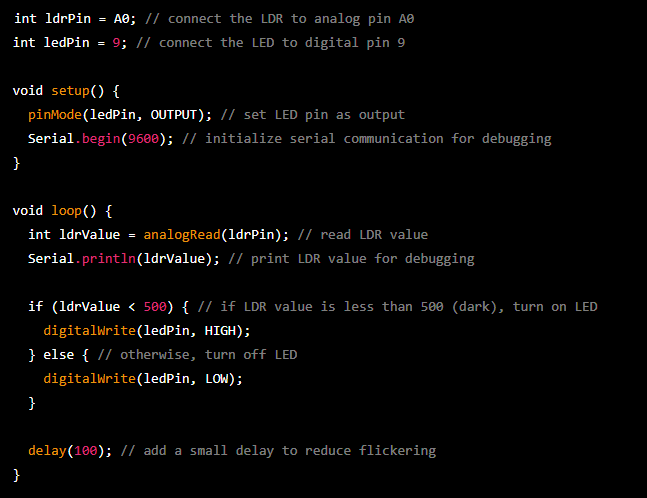 int ldrPin = A0; // connect the LDR to analog pin A0
int ledPin = 9; // connect the LED to digital pin 9

void setup() {
  pinMode(ledPin, OUTPUT); // set LED pin as output
  Serial.begin(9600); // initialize serial communication for debugging
}

void loop() {
  int ldrValue = analogRead(ldrPin); // read LDR value
  Serial.println(ldrValue); // print LDR value for debugging

  if (ldrValue < 500) { // if LDR value is less than 500 (dark), turn on LED
    digitalWrite(ledPin, HIGH);
  } else { // otherwise, turn off LED
    digitalWrite(ledPin, LOW);
  }

  delay(100); // add a small delay to reduce flickering
}